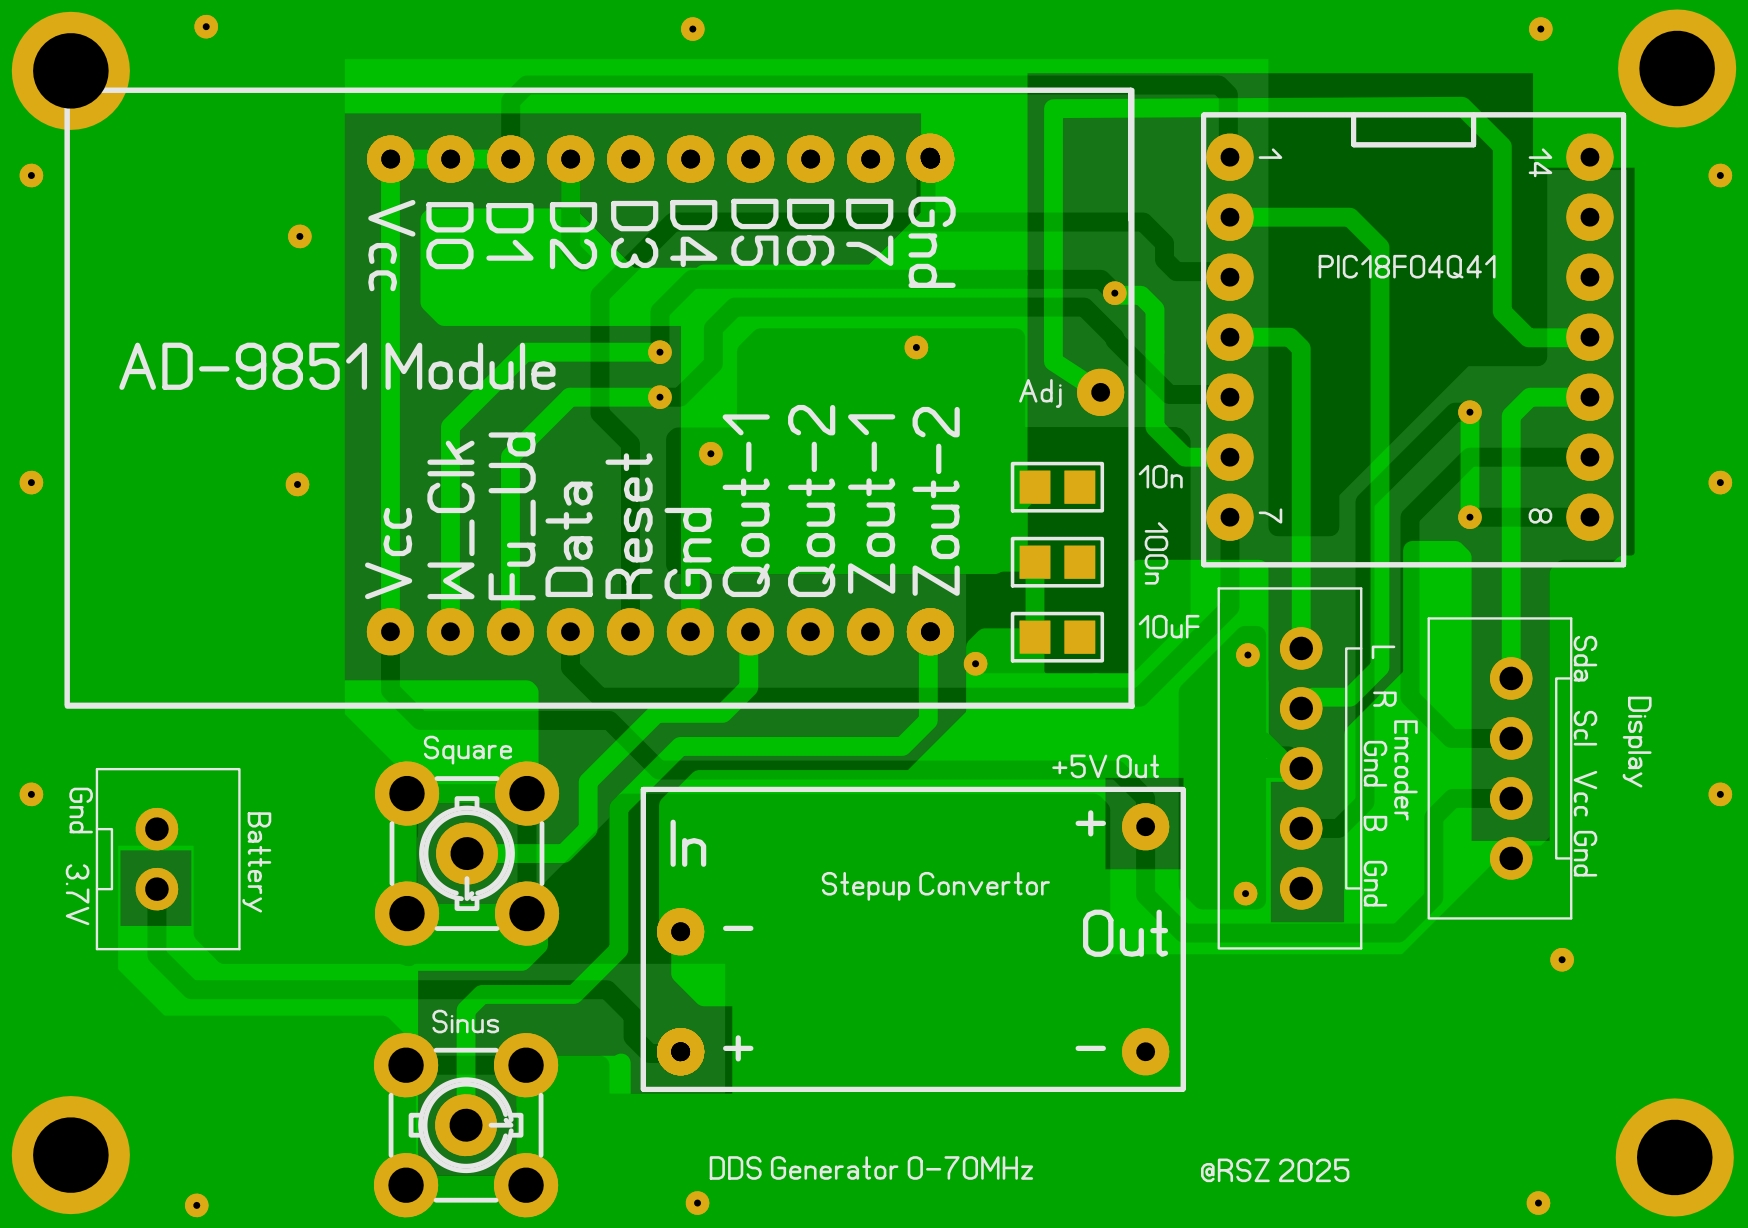 Vcc
D0
D1
D2
D3
D4
D5
D6
D7
Gnd
1
14
PIC18F04Q41
AD-9851 Module
Adj
Vcc
W_Clk
Fu_Ud
Data
Reset
Gnd
Qout-1
Qout-2
Zout-1
Zout-2
10n
7
8
100n
10uF
L
R
Gnd
B
Gnd
Encoder
Sda
Scl
Vcc
Gnd
Display
Square
+5V Out
Gnd
3.7V
Battery
In
+
Stepup Convertor
-
Out
Sinus
+
-
DDS Generator 0-70MHz
@RSZ 2025